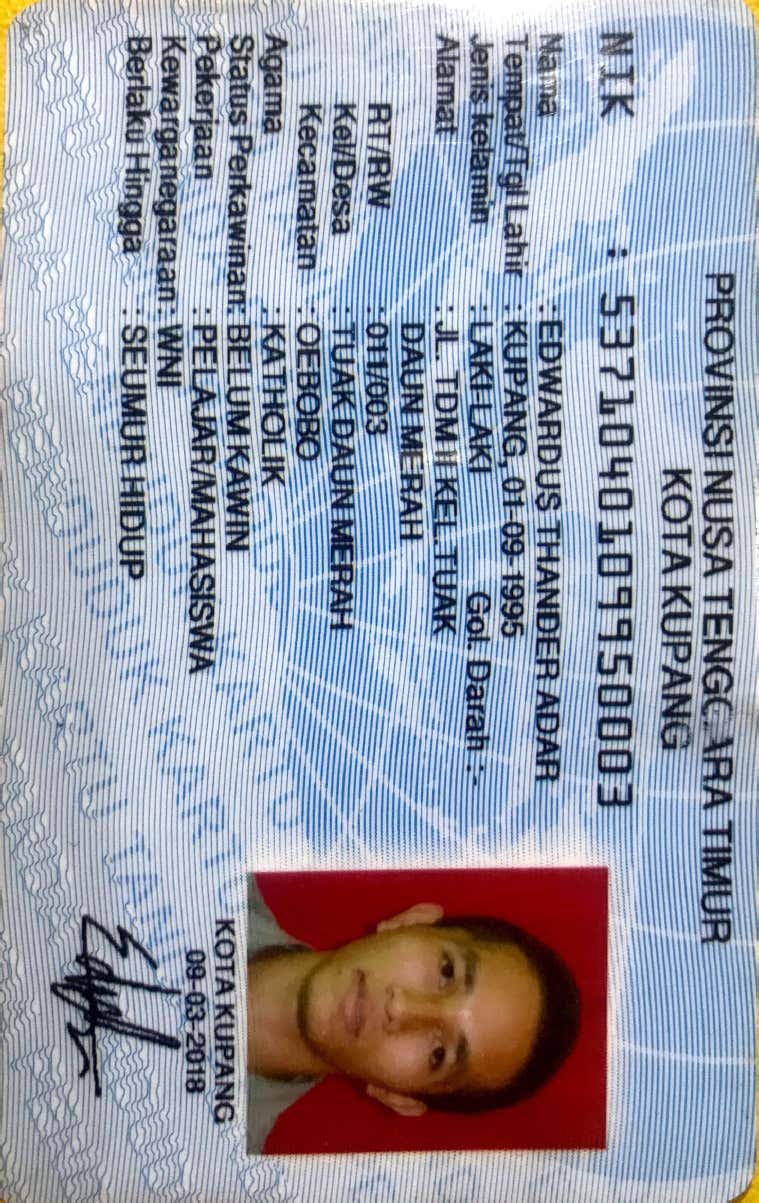 PROVINSI NUSA TENGGARA TIMUR
KOTA KUPANG
NIK : 5371040109950003
Nama : EDWARDUS THANDER ADAR
Tempat/Tgl Lahir : KUPANG, 01-09-1995
Jenis kelamin : LAKI-LAKI Gol. Darah : -
Alamat : JL. TDM II KEL.TUAK
DAUN MERAH
RT/RW : 011/003
Kel/Desa : TUAK DAUN MERAH
Kecamatan : OEBOBO
Agama : KATHOLIK
Status Perkawinan: BELUM KAWIN
Pekerjaan : PELAJAR/MAHASISWA
Kewarganegaraan: WNI
Berlaku Hingga : SEUMUR HIDUP
KOTA KUPANG
09-03-2018